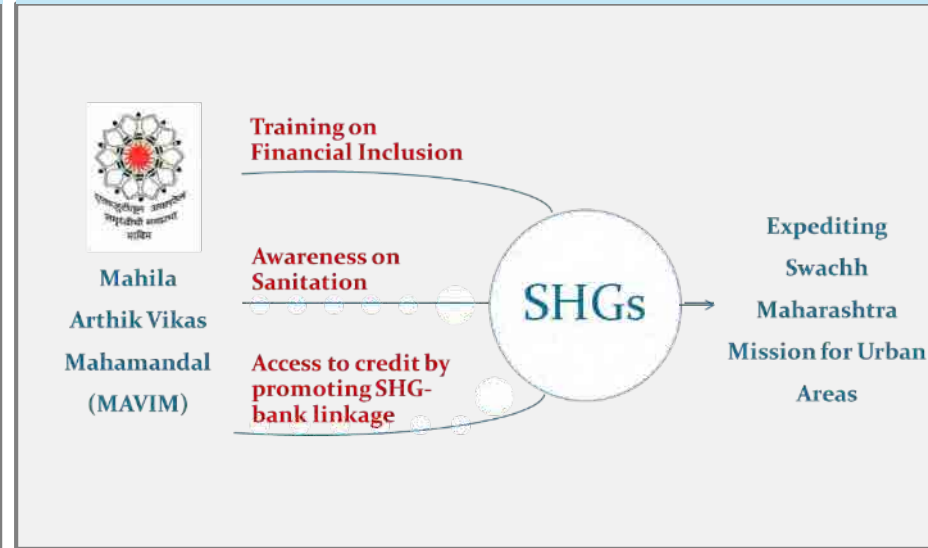 Training on
Financial Inclusion
Mahila
Arthik Vikas
Mahamandal
(MAVIM)
Awareness on
Sanitation
Access to credit by
promoting SHG-
bank linkage
SHGs
Expediting
Swachh
Maharashtra
Mission for Urban
Areas
माविम